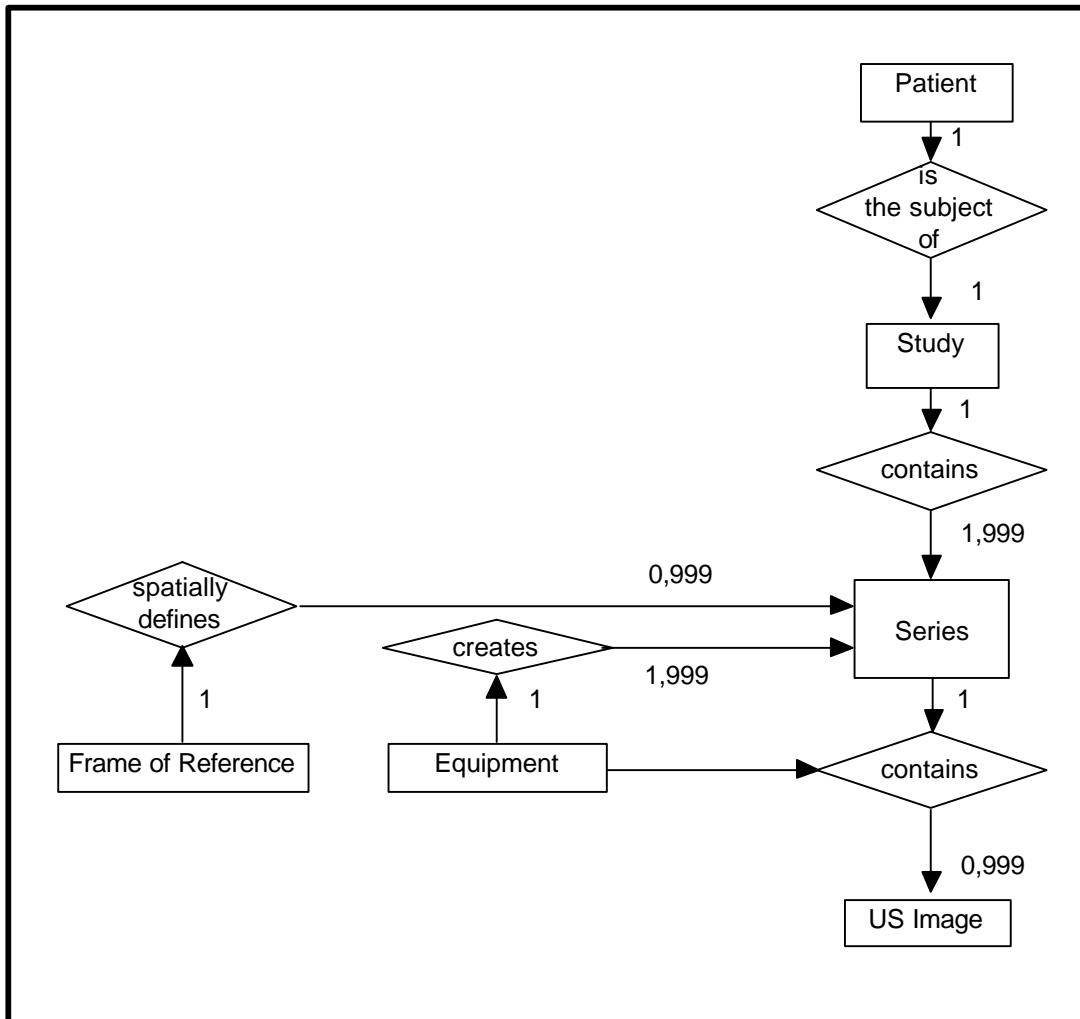 Patient
1
is
the subject
of
1
Study
1
contains
1,999
spatially
defines
0,999
Series
creates
1,999
1
1
1
Frame of Reference
Equipment
contains
0,999
US Image